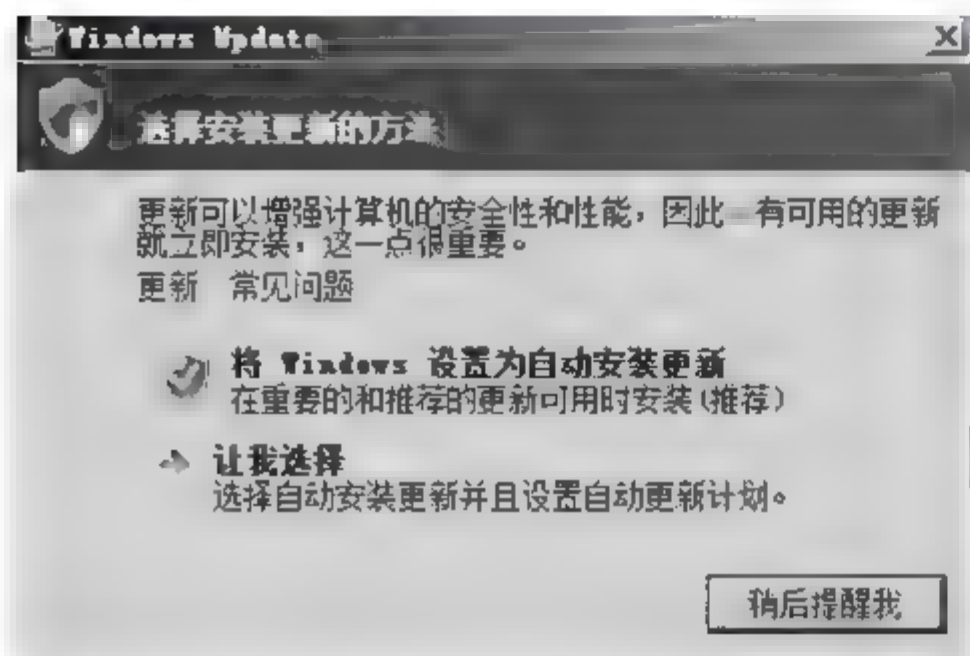 Windows Update
选择安装更新的方法
更新可以增强计算机的安全性和性能，因此一有可用的更新
就立即安装，这一点很重要。
更新 常见问题
将 Windows 设置为自动安装更新
在重要的和推荐的更新可用时安装(推荐)
让我选择
选择自动安装更新并且设置自动更新计划。
稍后提醒我